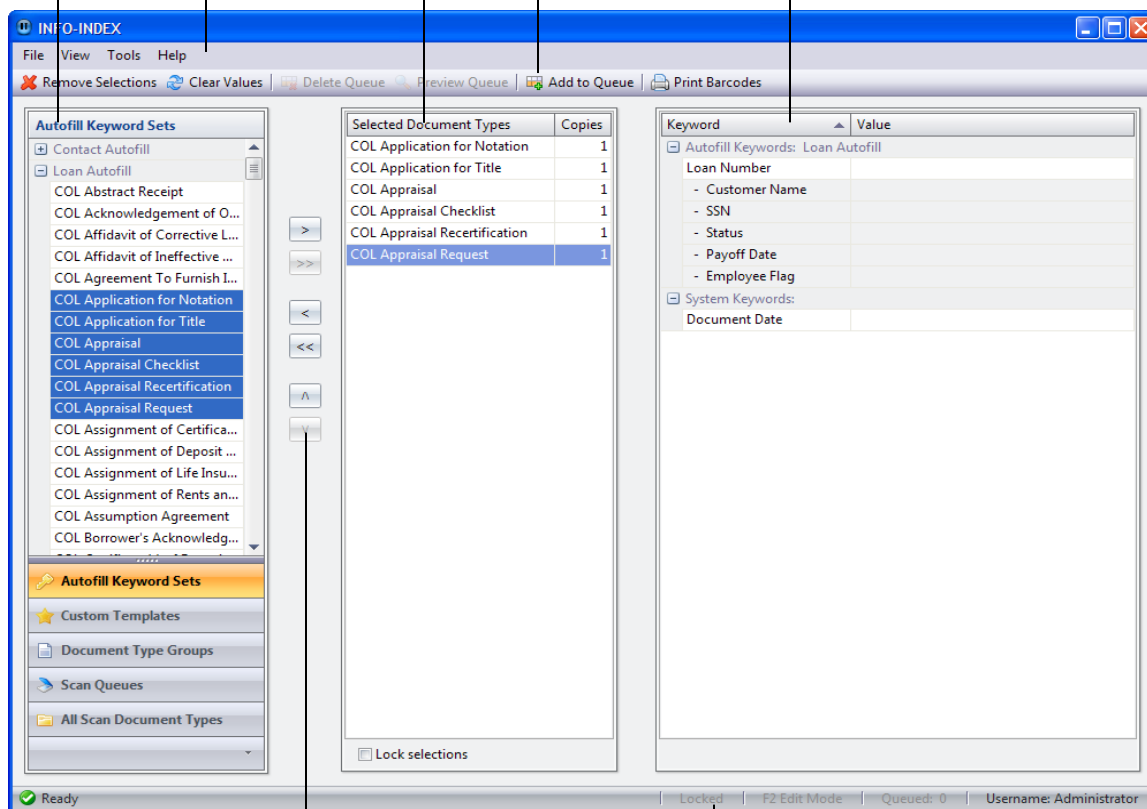 INFO-INDEX
File View Tools Help
Remove Selections Clear Values Delete Queue Preview Queue Add to Queue Print Barcodes
Autofill Keyword Sets
Contact Autofill
Loan Autofill
COL Abstract Receipt
COL Acknowledgement of O...
COL Affidavit of Corrective L...
COL Affidavit of Ineffective ...
COL Agreement To Furnish I...
COL Application for Notation
COL Application for Title
COL Appraisal
COL Appraisal Checklist
COL Appraisal Recertification
COL Appraisal Request
COL Assignment of Certifica...
COL Assignment of Deposit ...
COL Assignment of Life Insu...
COL Assignment of Rents an...
COL Assumption Agreement
COL Borrower's Acknowledg...
Autofill Keyword Sets
Custom Templates
Document Type Groups
Scan Queues
All Scan Document Types
>
>>
<
<<
Selected Document Types Copies
COL Application for Notation 1
COL Application for Title 1
COL Appraisal 1
COL Appraisal Checklist 1
COL Appraisal Recertification 1
COL Appraisal Request 1
Lock selections
Keyword Value
Autofill Keywords: Loan Autofill
Loan Number
- Customer Name
- SSN
- Status
- Payoff Date
- Employee Flag
System Keywords:
Document Date
Ready Locked F2 Edit Mode Queued: 0 Username: Administrator